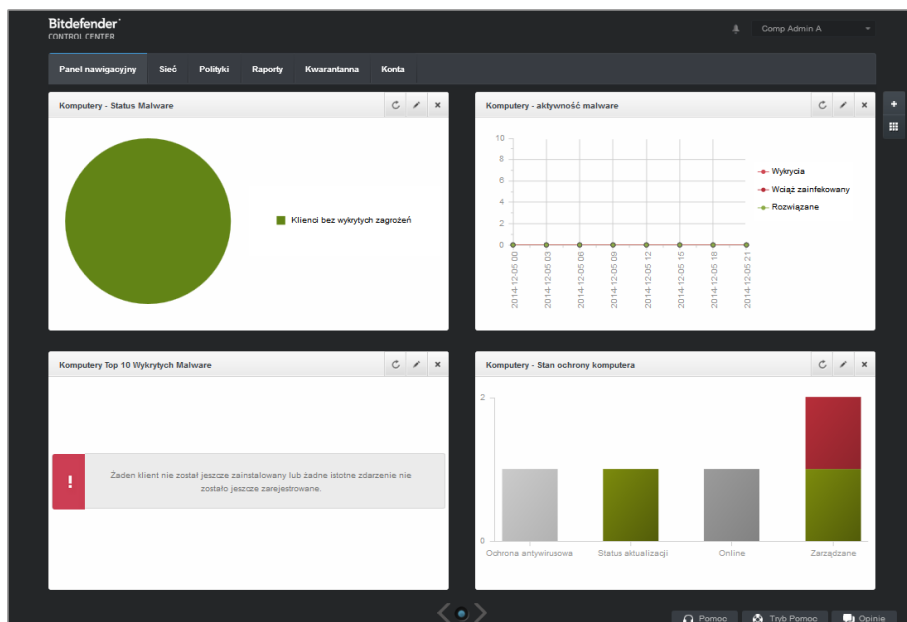 Bitdefender
CONTROL CENTER
Comp Admin A
Panel nawigacyjny Sieć Polityki Raporty Kwarantanna Konta
Komputery - Status Malware
Klienci bez wykrytych zagrożeń
Komputery - aktywność malware
10
8
6
4
2
0
2014-12-05 00
2014-12-05 03
2014-12-05 06
2014-12-05 09
2014-12-05 12
2014-12-05 15
2014-12-05 18
2014-12-05 21
Wykrycia
Wciąż zainfekowany
Rozwiązane
Komputery Top 10 Wykrytych Malware
!
Żaden klient nie został jeszcze zainstalowany lub żadne istotne zdarzenie nie
zostało jeszcze zarejestrowane.
Komputery - Stan ochrony komputera
2
0
Ochrona antywirusowa Status aktualizacji Online Zarządzane
Pomoc Tryb Pomoc Opinie